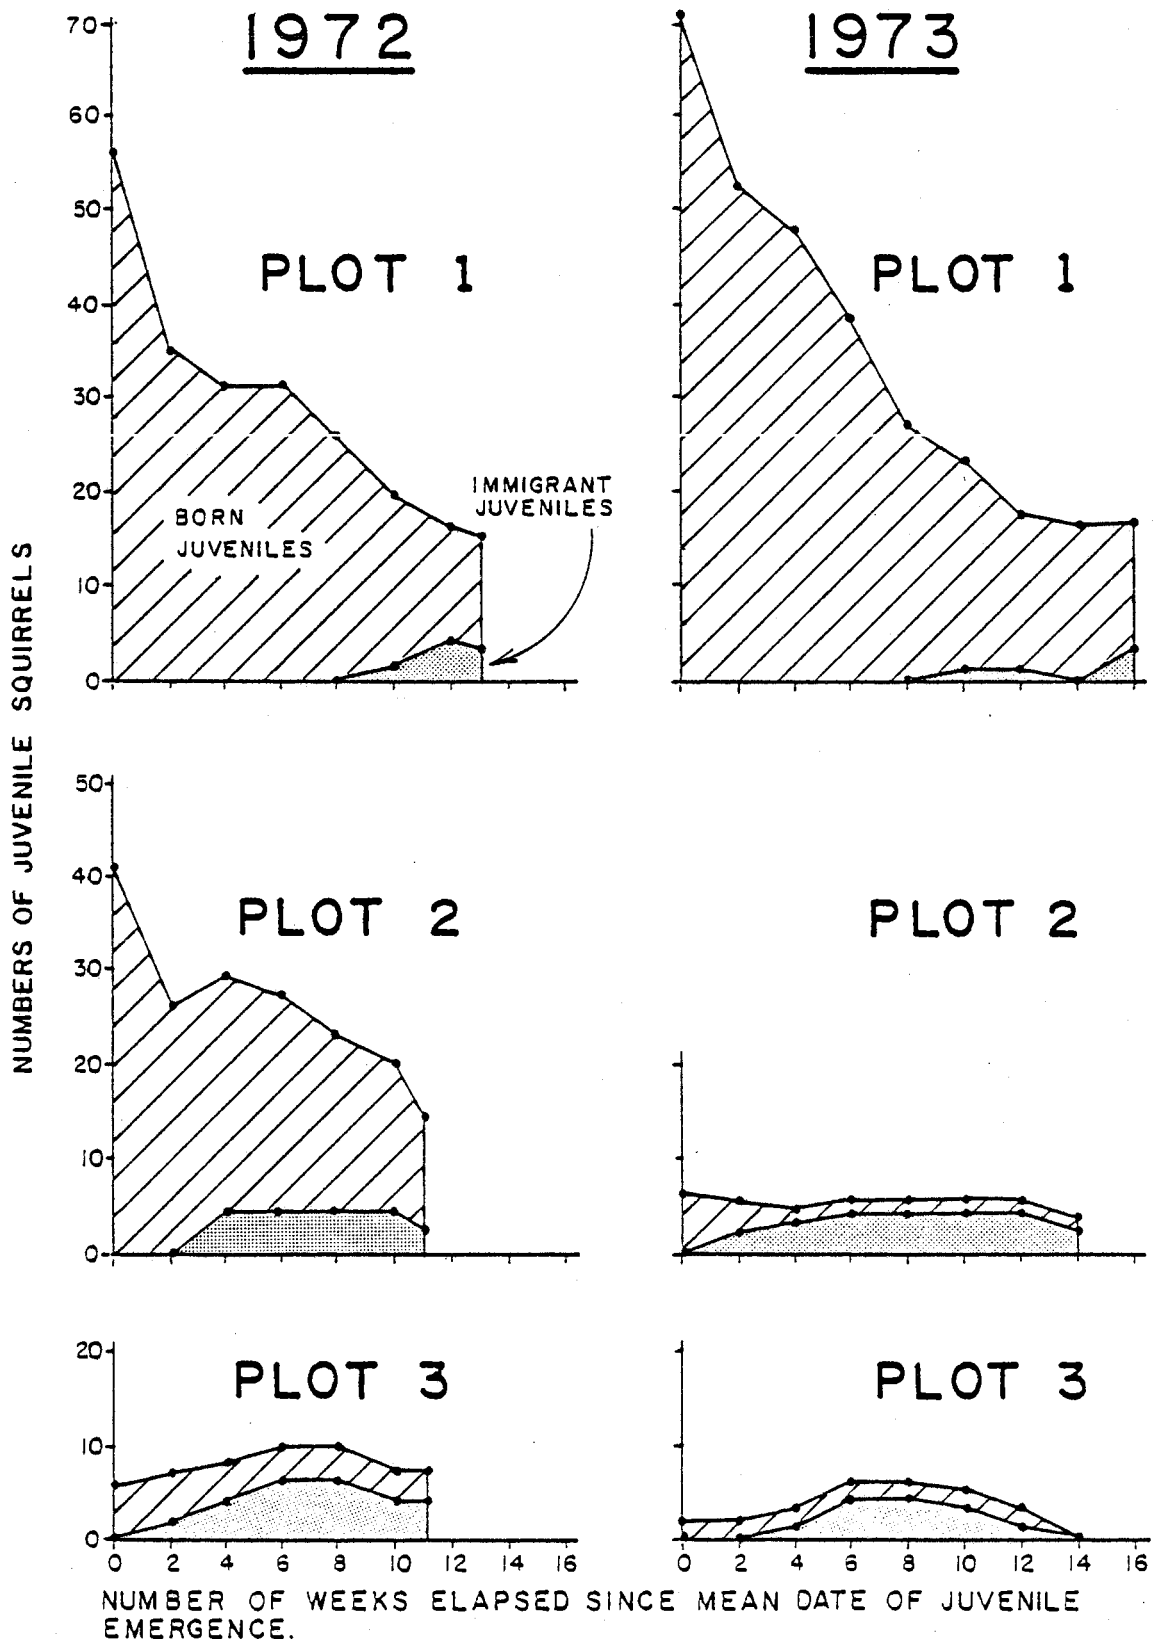 1972
1973
70
60
50
40
30
20
10
0
PLOT 1
PLOT 1
BORN
JUVENILES
IMMIGRANT
JUVENILES
NUMBERS OF JUVENILE SQUIRRELS
50
40
30
20
10
0
PLOT 2
PLOT 2
20
10
0
PLOT 3
PLOT 3
0 2 4 6 8 10 12 14 16
0 2 4 6 8 10 12 14 16
NUMBER OF WEEKS ELAPSED SINCE MEAN DATE OF JUVENILE
EMERGENCE.